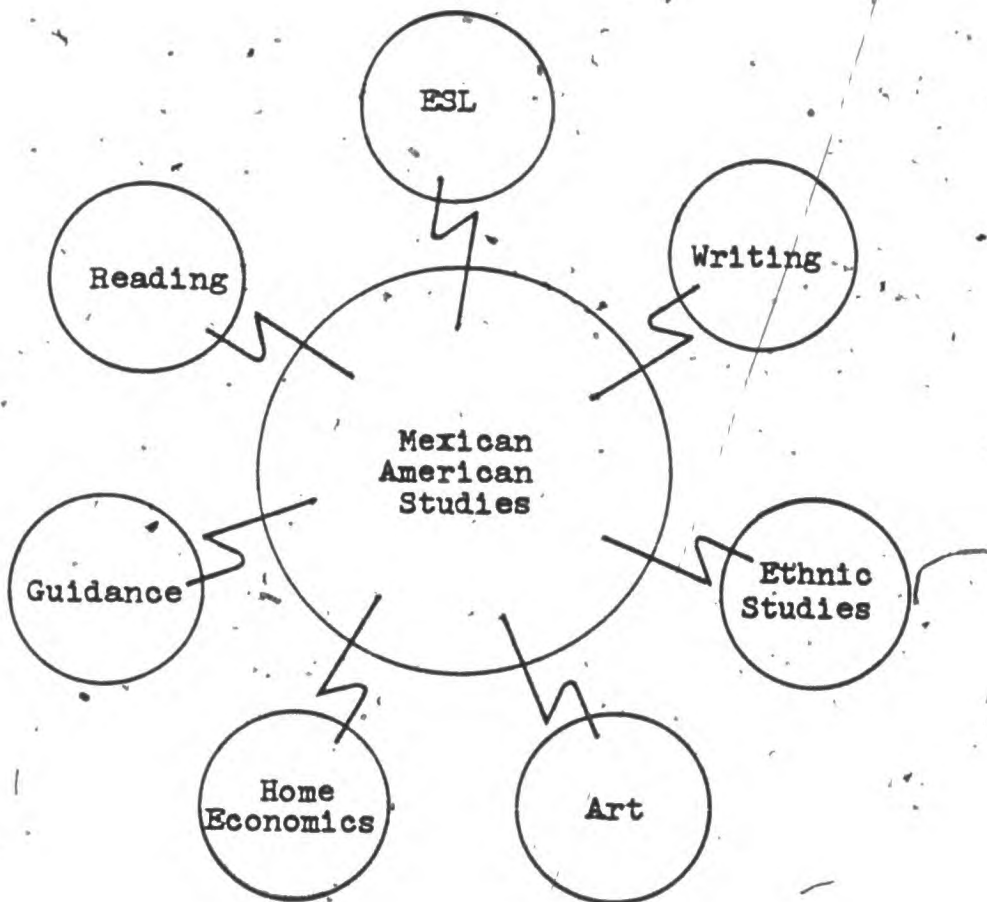 ESL
Writing
Reading
Mexican
American
Studies
Ethnic
Studies
Guidance
Home
Economics
Art